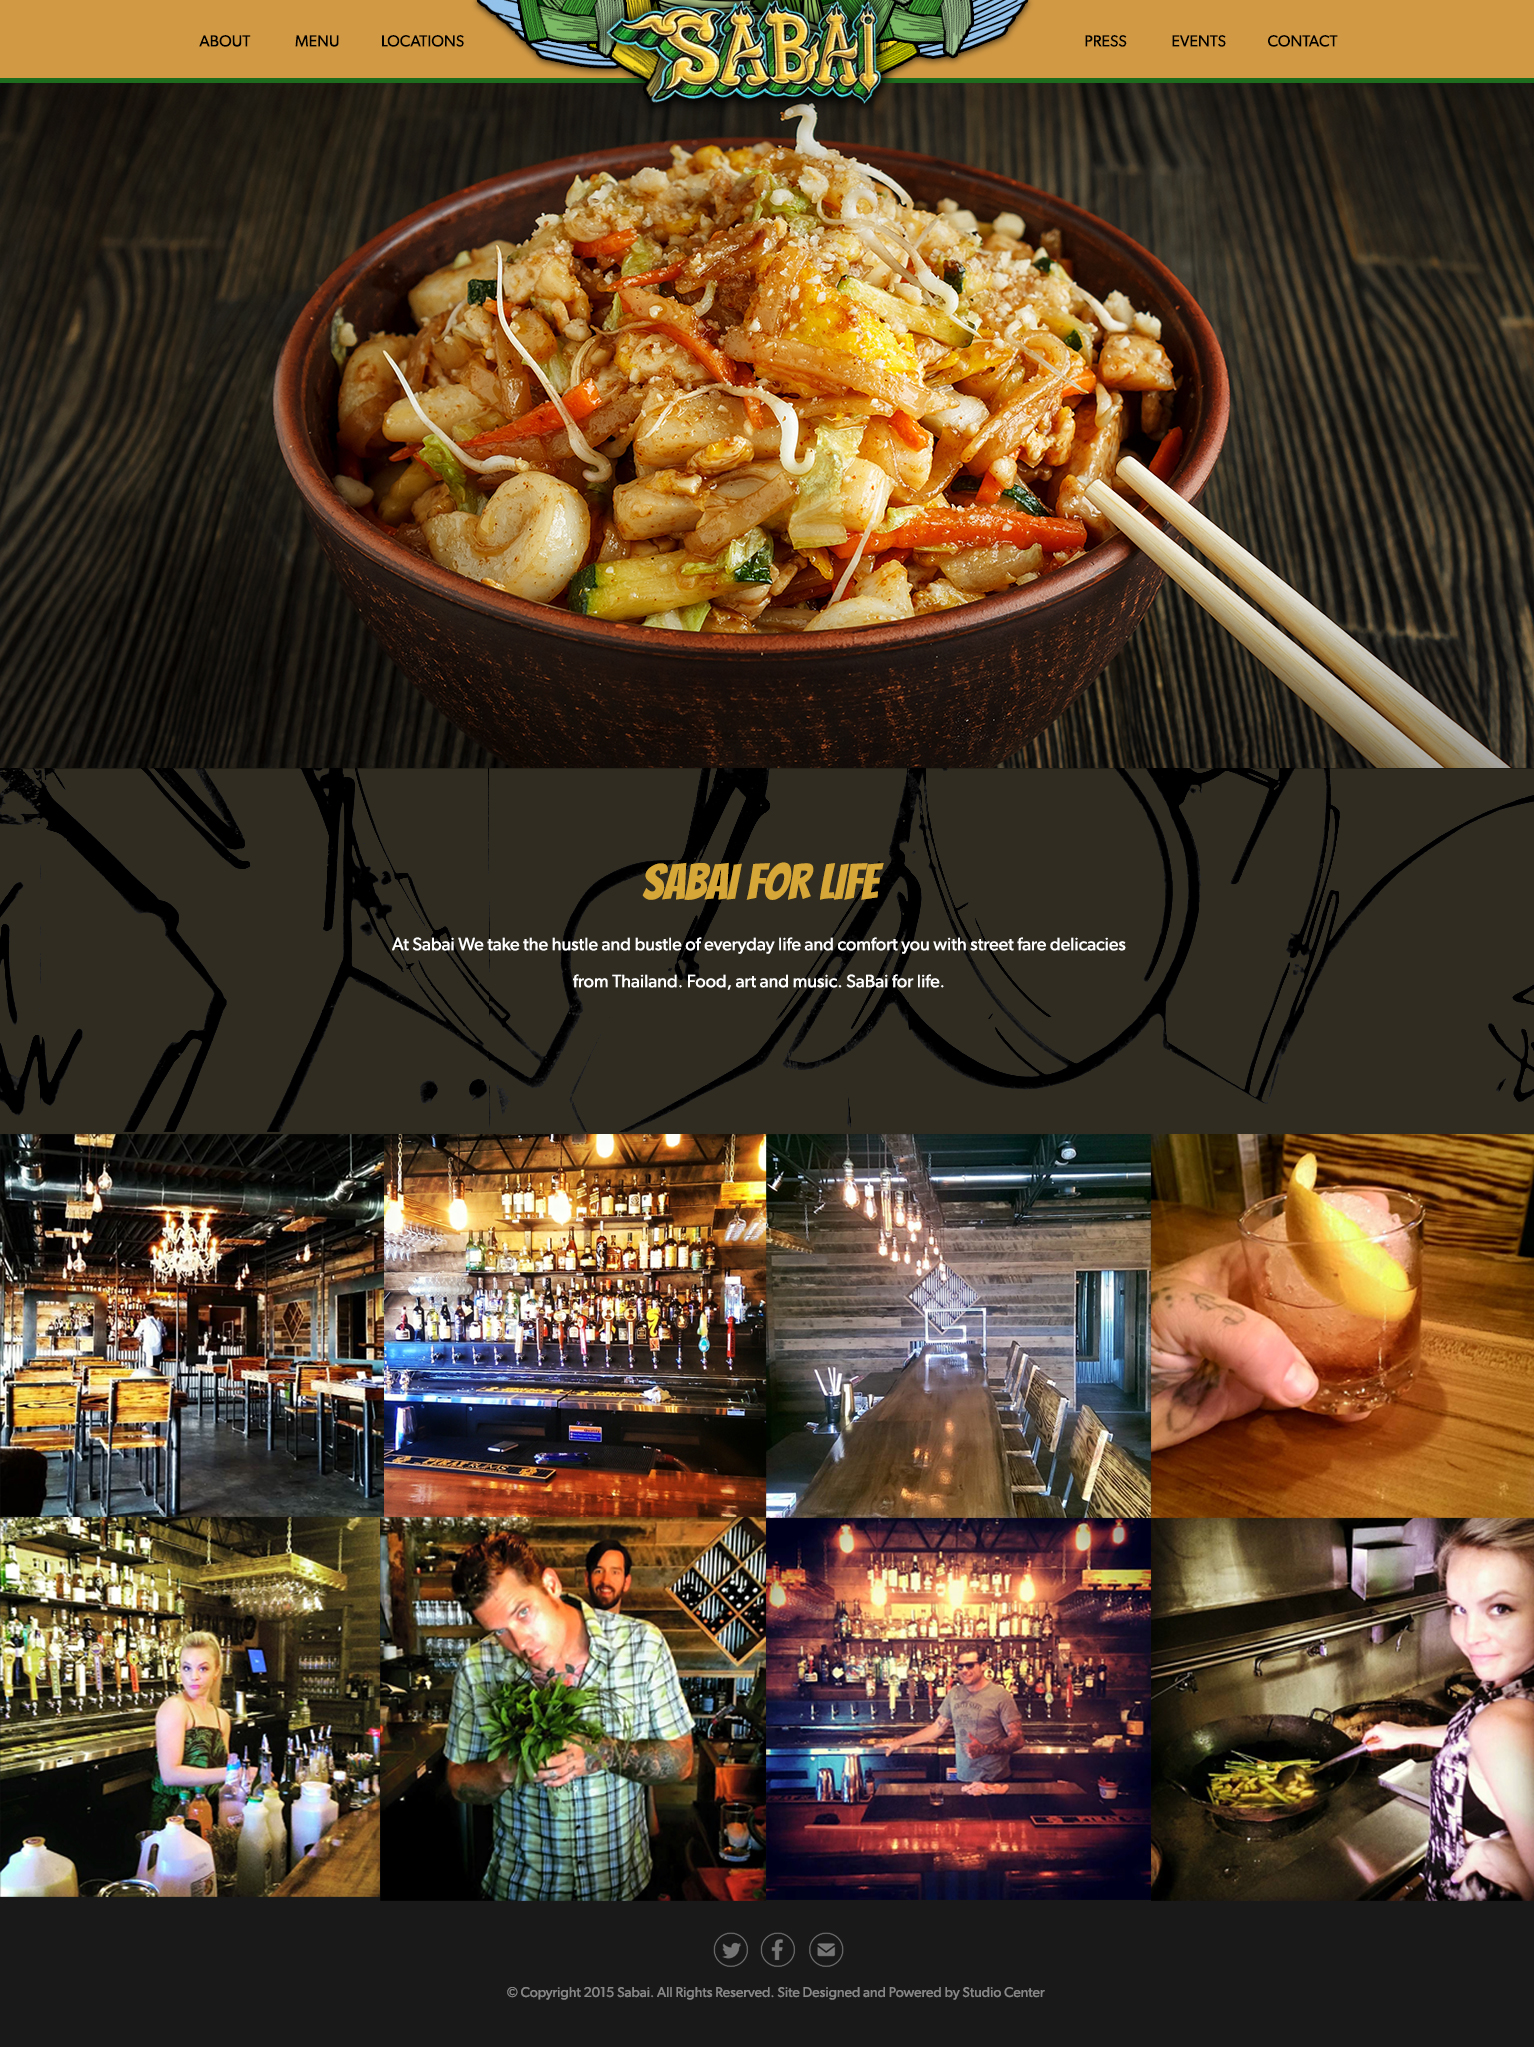 ABOUT MENU LOCATIONS SABAI PRESS EVENTS CONTACT
SABAI FOR LIFE
At Sabai We take the hustle and bustle of everyday life and comfort you with street fare delicacies
from Thailand. Food, art and music. SaBai for life.
© Copyright 2015 Sabai. All Rights Reserved. Site Designed and Powered by Studio Center